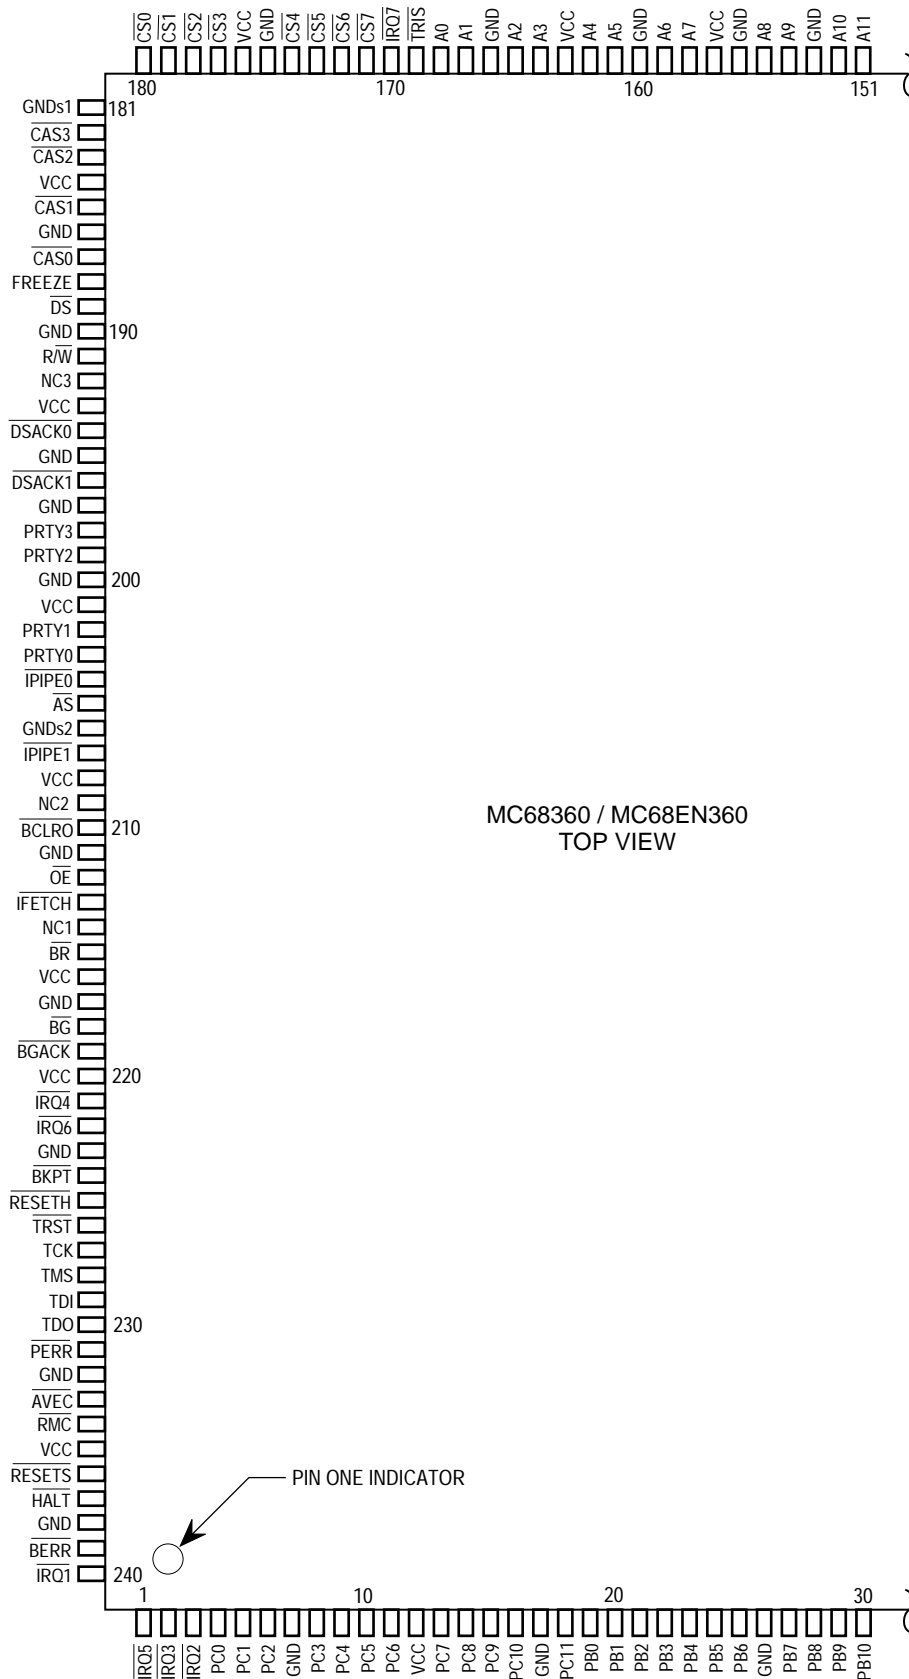 CS0 CS1 CS2 CS3 VCC GND CS4 CS5 CS6 CS7 IRQ7 TRIS A0 A1 GND A2 A3 VCC A4 A5 GND A6 A7 VCC GND A8 A9 GND A10 A11
180 170 160 151
GNDs1 181
CAS3
CAS2
VCC
CAS1
GND
CAS0
FREEZE
DS
GND 190
R/W
NC3
VCC
DSACK0
GND
DSACK1
GND
PRTY3
PRTY2
GND 200
VCC
PRTY1
PRTY0
IPIPE0
AS
GNDs2
IPIPE1
VCC
NC2
MC68360 / MC68EN360
BCLRO 210
TOP VIEW
GND
OE
IFETCH
NC1
BR
VCC
GND
BG
BGACK
VCC 220
IRQ4
IRQ6
GND
BKPT
RESETH
TRST
TCK
TMS
TDI
TDO 230
PERR
GND
AVEC
RMC
VCC
RESETS PIN ONE INDICATOR
HALT
GND
BERR
IRQ1 240
1 10 20 30
IRQ5 IRQ3 IRQ2 PC0 PC1 PC2 GND PC3 PC4 PC5 PC6 VCC PC7 PC8 PC9 PC10 GND PC11 PB0 PB1 PB2 PB3 PB4 PB5 PB6 GND PB7 PB8 PB9 PB10